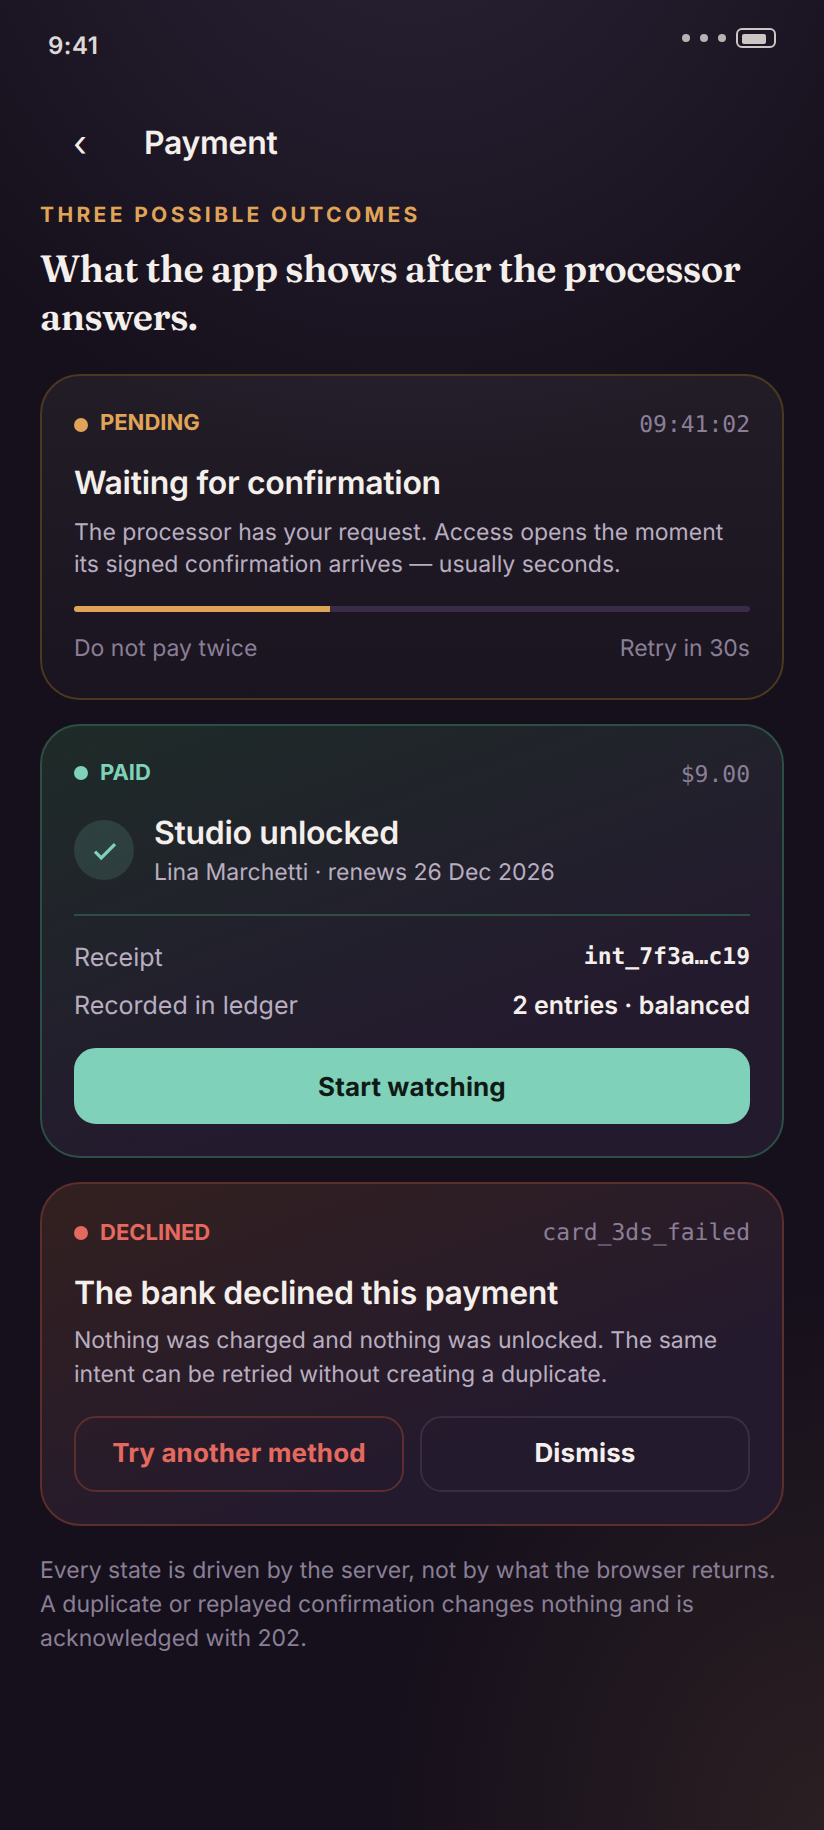 9:41
‹ Payment
THREE POSSIBLE OUTCOMES
What the app shows after the processor
answers.
PENDING 09:41:02
Waiting for confirmation
The processor has your request. Access opens the moment
its signed confirmation arrives — usually seconds.
Do not pay twice Retry in 30s
PAID $9.00
Studio unlocked
Lina Marchetti · renews 26 Dec 2026
Receipt int_7f3a…c19
Recorded in ledger 2 entries · balanced
Start watching
DECLINED card_3ds_failed
The bank declined this payment
Nothing was charged and nothing was unlocked. The same
intent can be retried without creating a duplicate.
Try another method Dismiss
Every state is driven by the server, not by what the browser returns.
A duplicate or replayed confirmation changes nothing and is
acknowledged with 202.